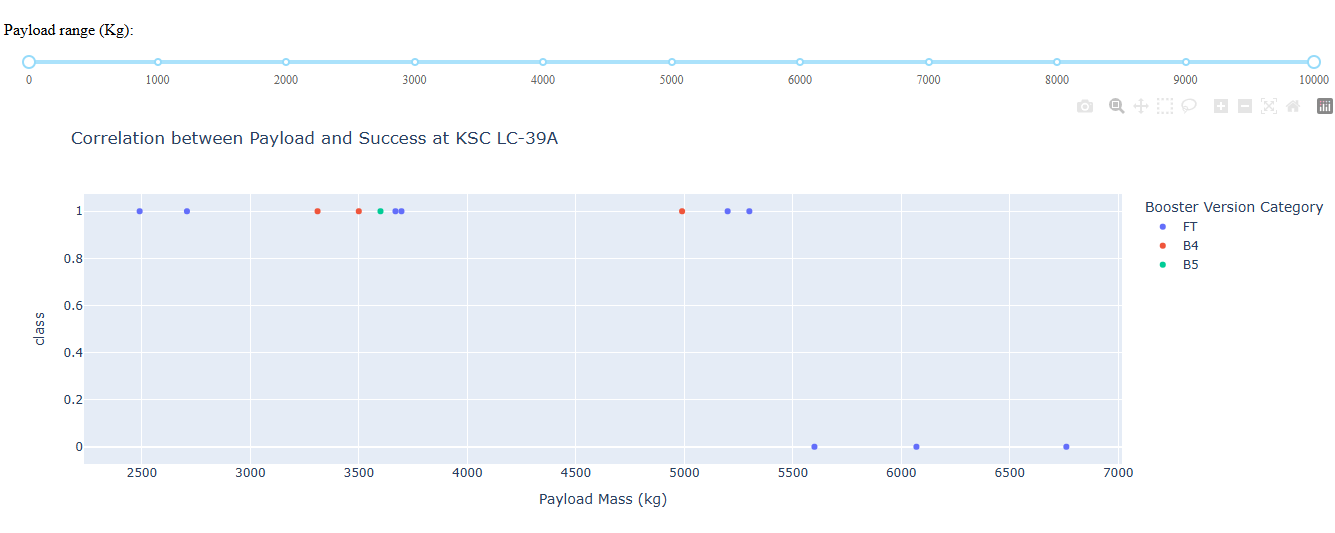 Payload range (Kg):
0 1000 2000 3000 4000 5000 6000 7000 8000 9000 10000
Correlation between Payload and Success at KSC LC-39A
Booster Version Category
FT
B4
B5
class
1
0.8
0.6
0.4
0.2
0
2500 3000 3500 4000 4500 5000 5500 6000 6500 7000
Payload Mass (kg)